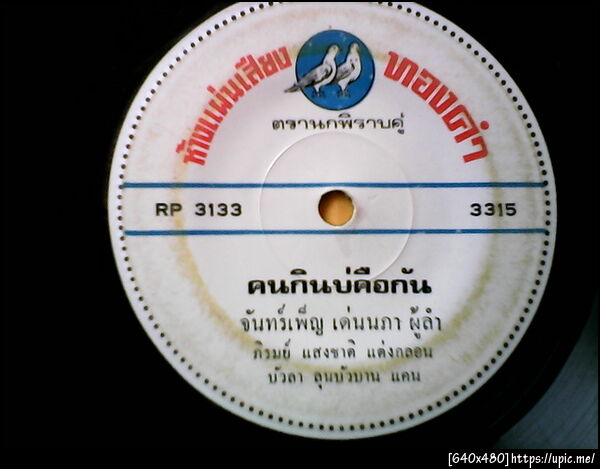 ห้างแผ่นเสียง ทองคำ
ตรานกพิราบคู่
RP 3133 3315
คนกินบ่คือกัน
จันทร์เพ็ญ เด่นนภา ผู้ลำ
ภิรมย์ แสงชาติ แต่งกลอน
บัวลา ลุนบัวบาน แคน
[640x480]https://upic.me/